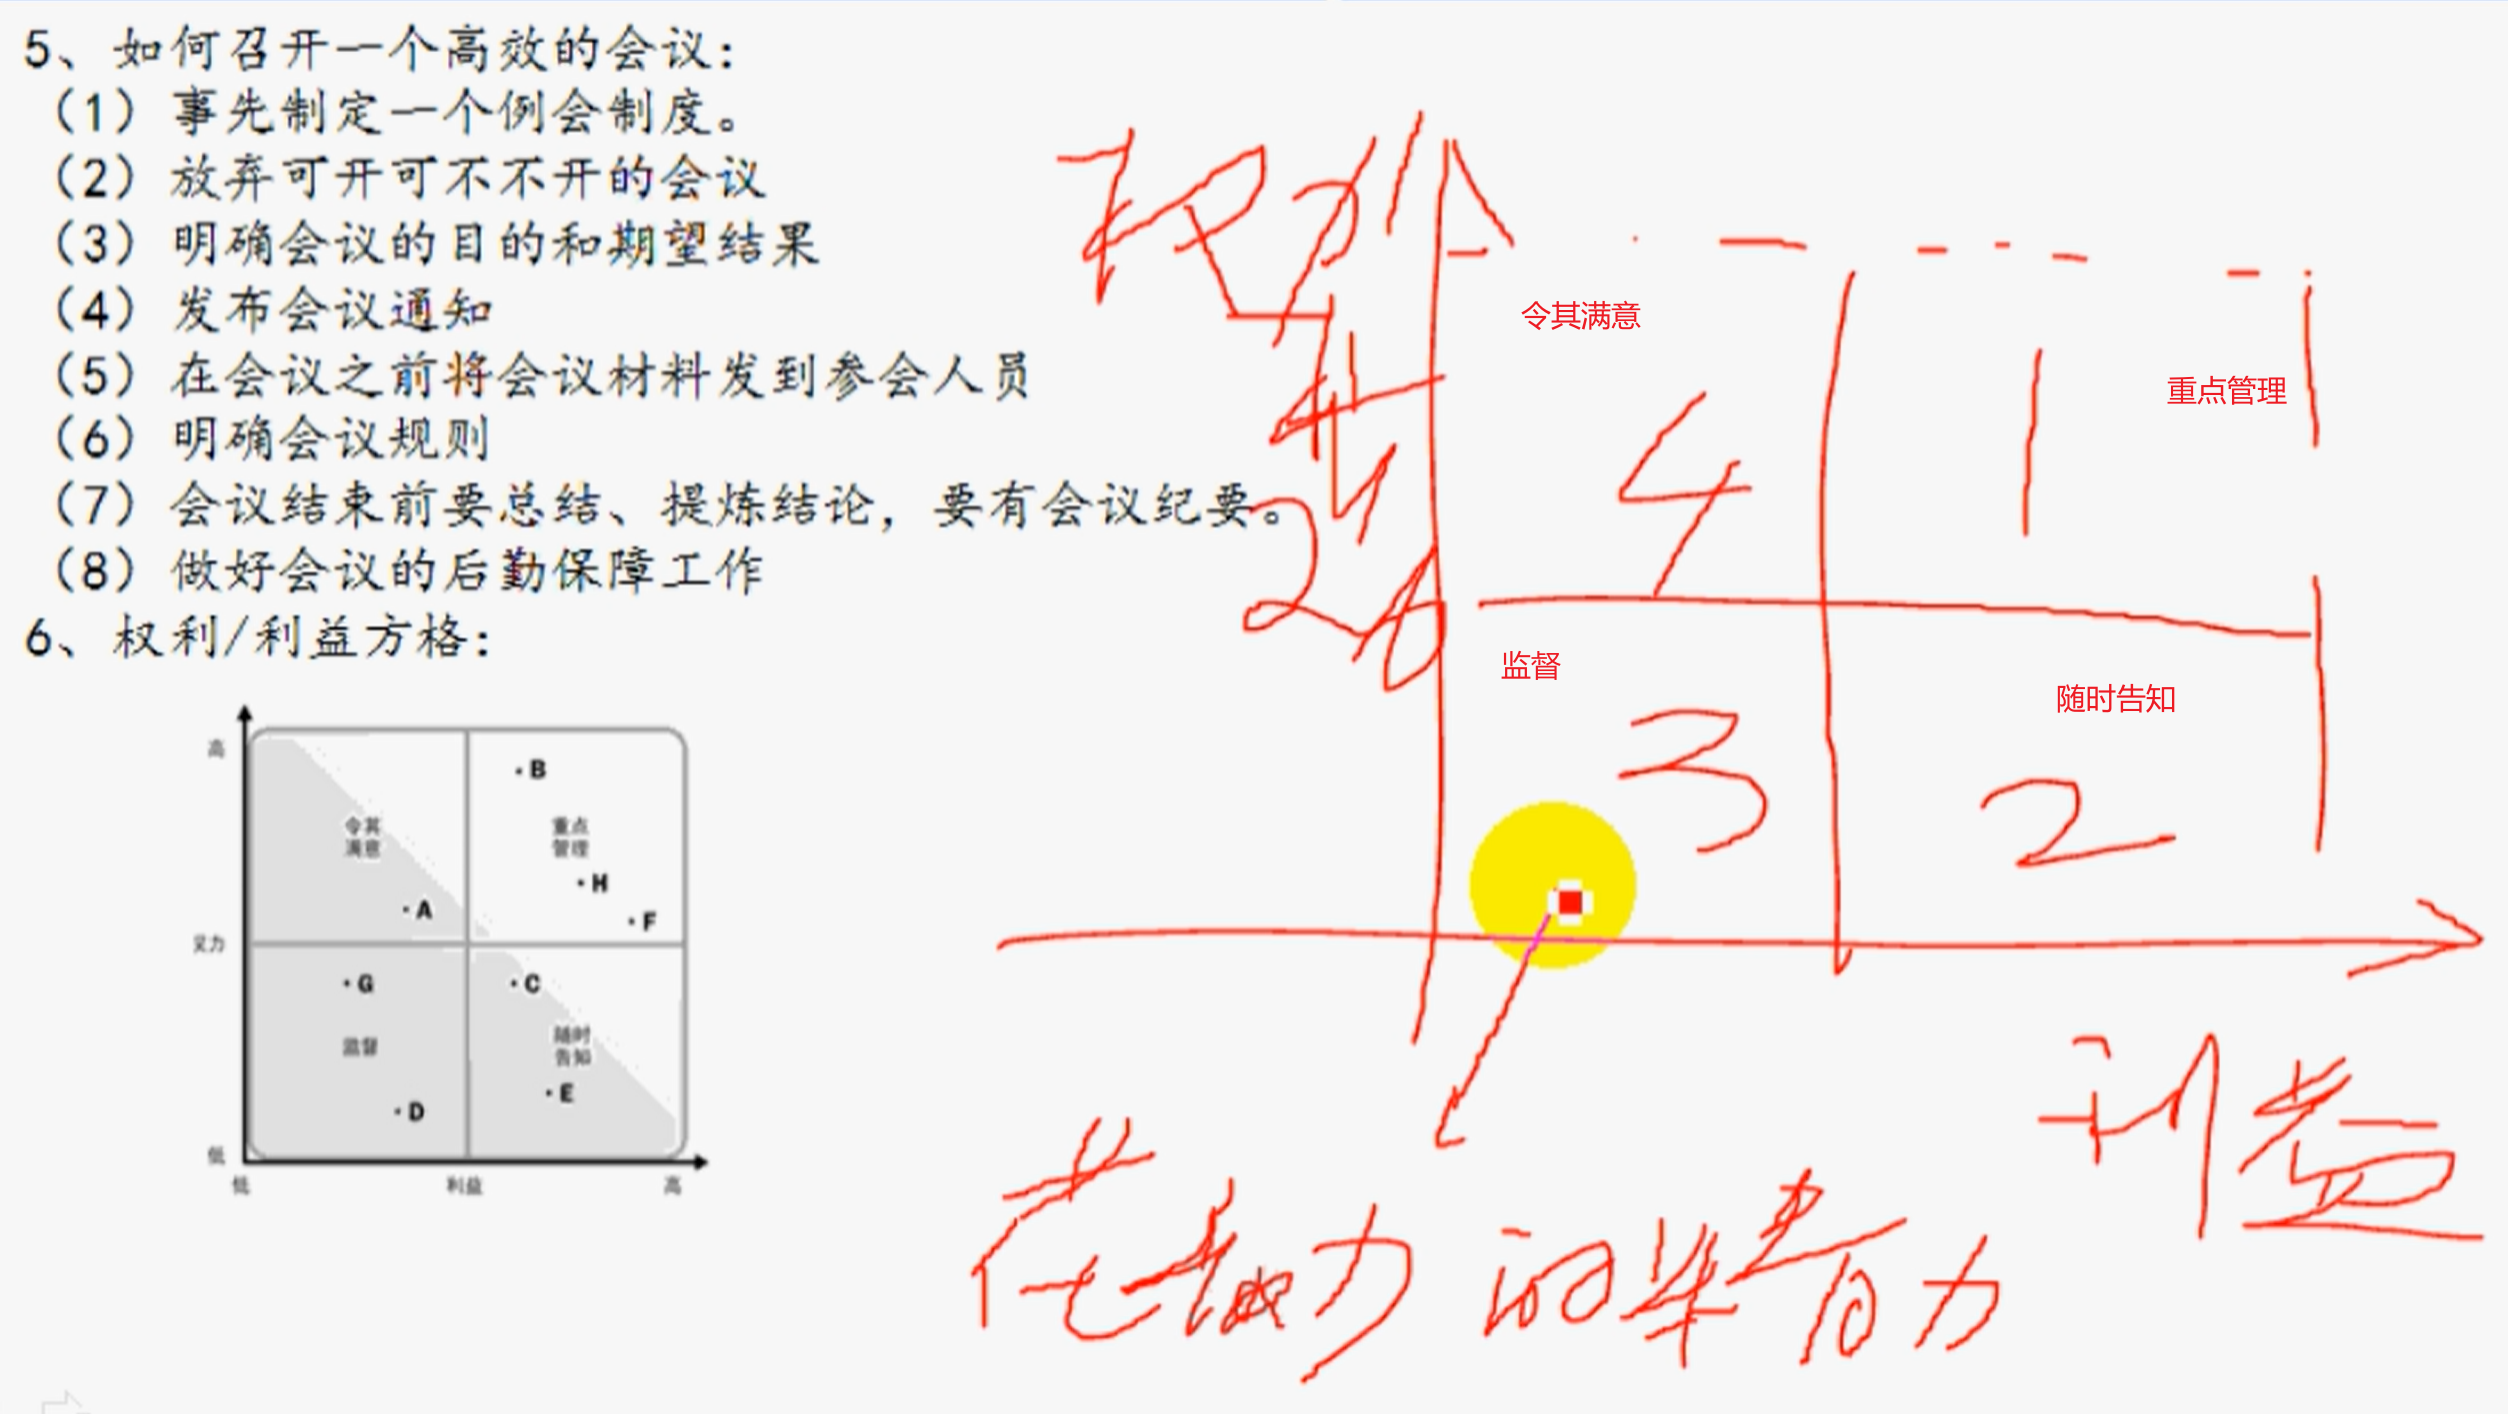 5、如何召开一个高效的会议：
（1）事先制定一个例会制度。
（2）放弃可开可不不开的会议
（3）明确会议的目的和期望结果
（4）发布会议通知
（5）在会议之前将会议材料发到参会人员
（6）明确会议规则
（7）会议结束前要总结、提炼结论，要有会议纪要。
（8）做好会议的后勤保障工作
6、权利/利益方格：
高
B
令其
满意
重点
管理
H
A
F
G
C
监督
随时
告知
E
D
低
低
利益
高
权力
令其满意
重点管理
4
1
监督
随时告知
3
2
利益
力